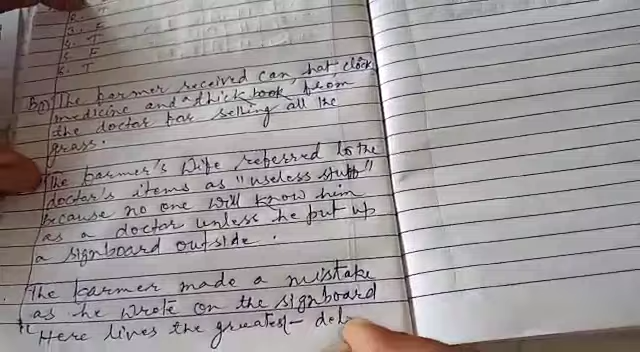 T
F
T
F
T
B(i) The farmer received can, hat clock,
medicine and a thick book from
the doctor for selling all the
grass.
The farmer's Wife referred to the
doctor's items as "useless stuff"
because no one will know him
as a doctor unless he put up
a signboard outside.
The farmer made a mistake
as he wrote on the signboard
"Here lives the greatest